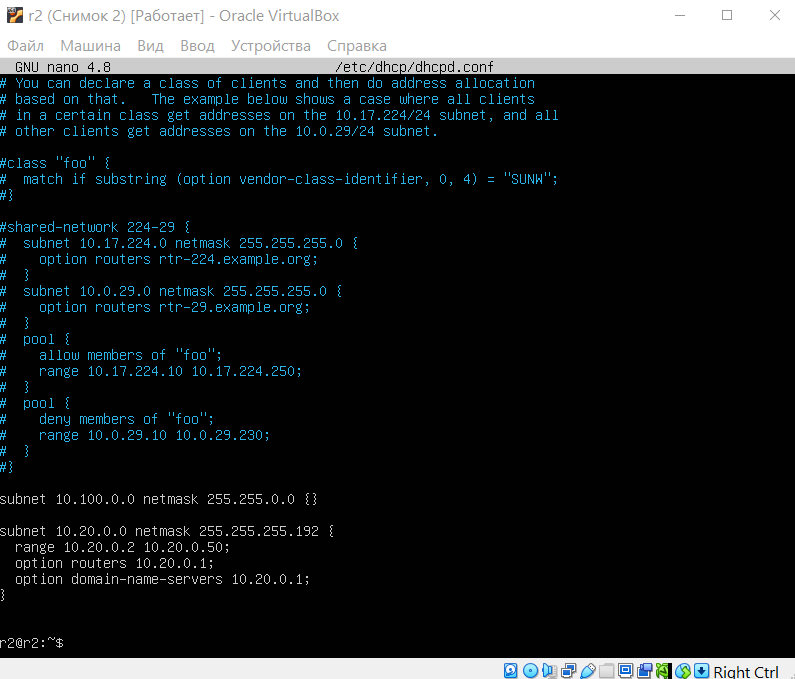 r2 (Снимок 2) [Работает] - Oracle VirtualBox
Файл Машина Вид Ввод Устройства Справка
GNU nano 4.8 /etc/dhcp/dhcpd.conf
# You can declare a class of clients and then do address allocation
# based on that.   The example below shows a case where all clients
# in a certain class get addresses on the 10.17.224/24 subnet, and all
# other clients get addresses on the 10.0.29/24 subnet.
#class "foo" {
#  match if substring (option vendor-class-identifier, 0, 4) = "SUNW";
#}
#shared-network 224-29 {
#  subnet 10.17.224.0 netmask 255.255.255.0 {
#    option routers rtr-224.example.org;
#  }
#  subnet 10.0.29.0 netmask 255.255.255.0 {
#    option routers rtr-29.example.org;
#  }
#  pool {
#    allow members of "foo";
#    range 10.17.224.10 10.17.224.250;
#  }
#  pool {
#    deny members of "foo";
#    range 10.0.29.10 10.0.29.230;
#  }
#}
subnet 10.100.0.0 netmask 255.255.0.0 {}
subnet 10.20.0.0 netmask 255.255.255.192 {
  range 10.20.0.2 10.20.0.50;
  option routers 10.20.0.1;
  option domain-name-servers 10.20.0.1;
}
r2@r2:~$
Right Ctrl